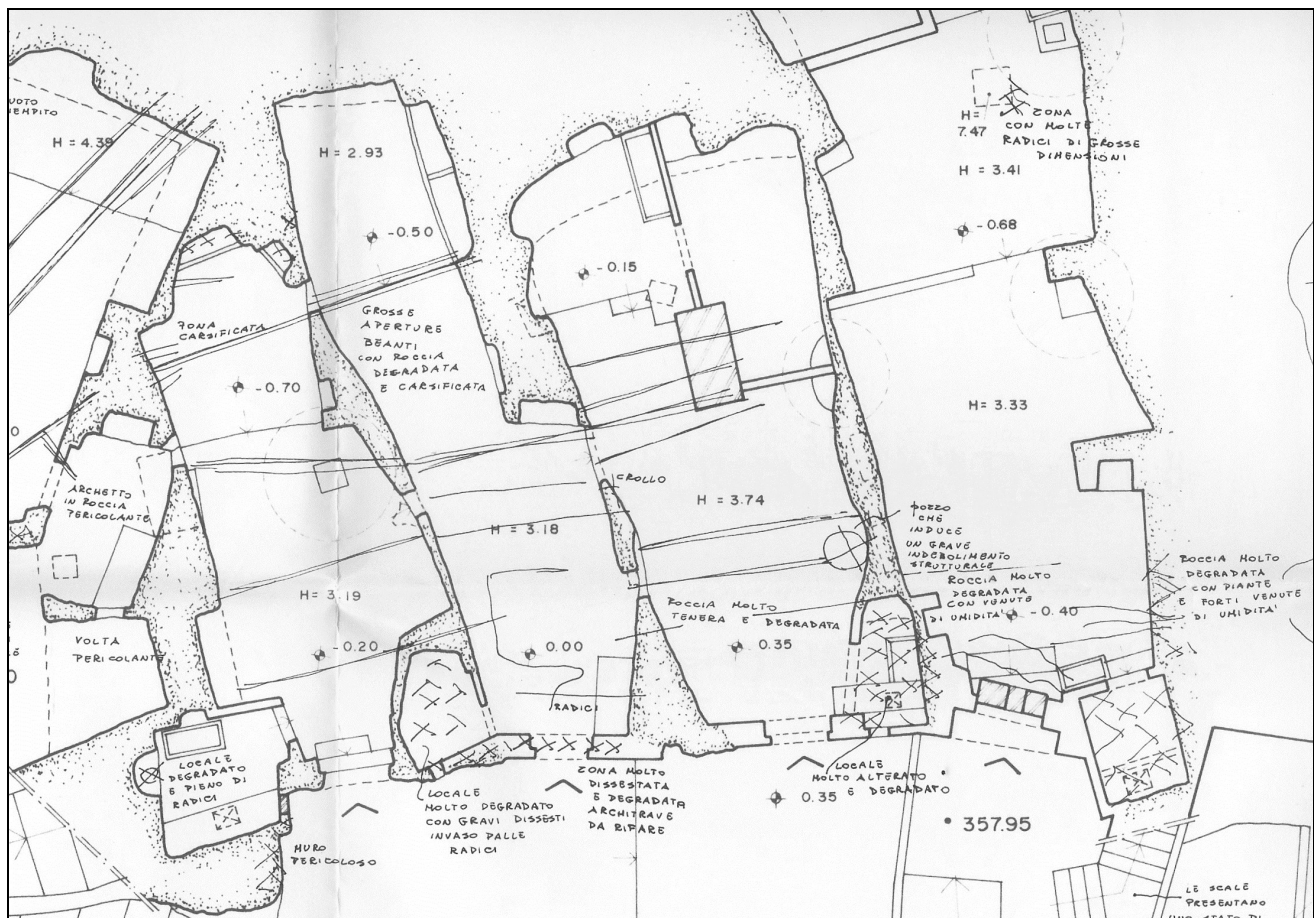 H = 4.39
H = 2.93
H=
7.47
ZONA
CON MOLTE
RADICI DI GROSSE
DIMENSIONI
H = 3.41
-0.50
-0.68
-0.15
ZONA
CARSIFICATA
GROSSE
APERTURE
BEANTI
CON ROCCIA
DEGRADATA
E CARSIFICATA
-0.70
H= 3.33
ARCHETTO
IN ROCCIA
PERICOLANTE
CROLLO
H = 3.74
H = 3.18
POZZO
CHE
INDUCE
UN GRAVE
INDEBOLIMENTO
STRUTTURALE
ROCCIA MOLTO
DEGRADATA
CON VENUTE
DI UMIDITA'
-0.40
ROCCIA MOLTO
DEGRADATA
CON PIANTE
E FORTI VENUTE
DI UMIDITA'
H= 3.19
ROCCIA MOLTO
TENERA E DEGRADATA
VOLTA
PERICOLANTE
-0.20
0.00
0.35
RADICI
LOCALE
DEGRADATO
E PIENO DI
RADICI
LOCALE
MOLTO DEGRADATO
CON GRAVI DISSESTI
INVASO DALLE
RADICI
ZONA MOLTO
DISSESTATA
E DEGRADATA
ARCHITRAVE
DA RIFARE
LOCALE
MOLTO ALTERATO
E DEGRADATO
0.35
357.95
MURO
PERICOLOSO
LE SCALE
PRESENTANO